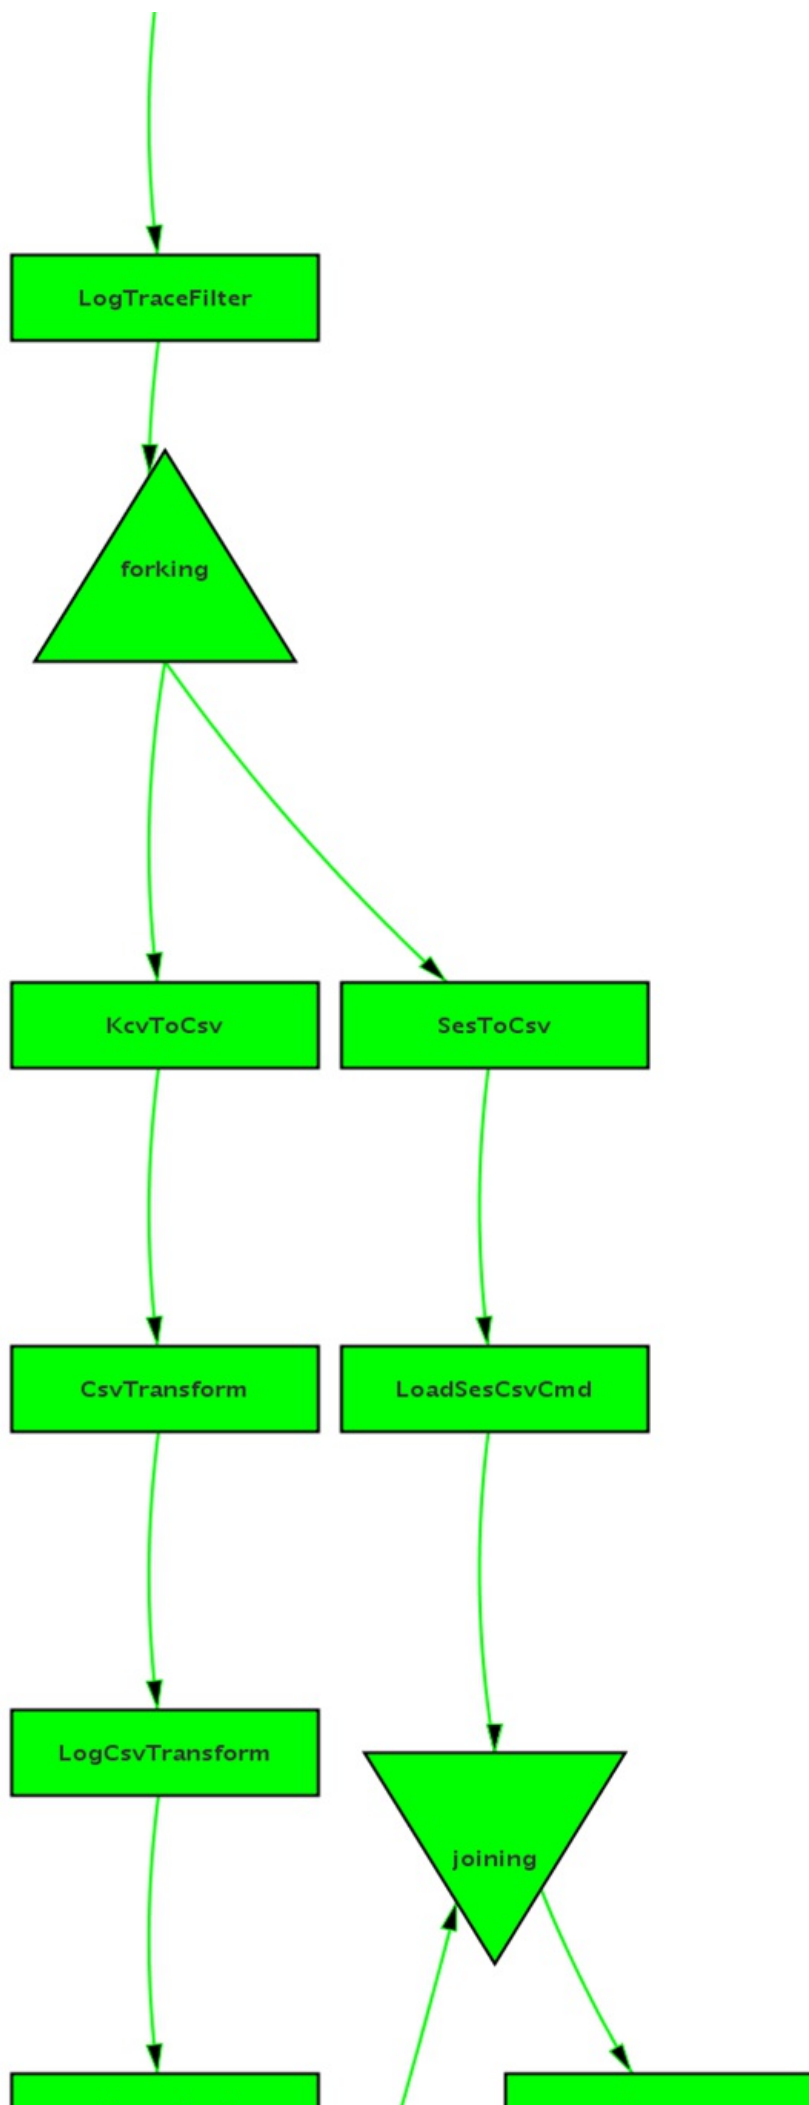 LogTraceFilter
forking
KcvToCsv
SesToCsv
CsvTransform
LoadSesCsvCmd
LogCsvTransform
joining